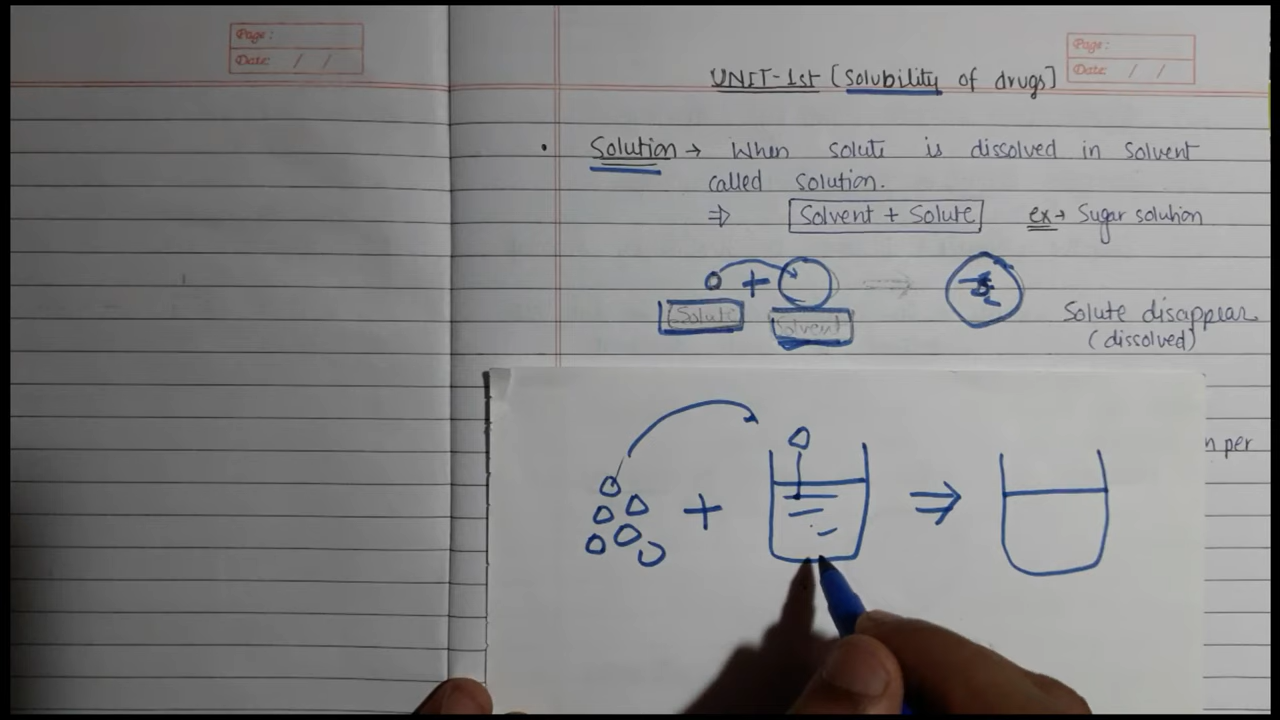 Page:
Date: / /
Page:
Date: / /
UNIT-1st [Solubility of drugs]
• Solution → When solute is dissolved in solvent
called solution.
⇒ Solvent + Solute ex→ Sugar solution
+
Solute Solvent
Solute disappear
(dissolved)
n per
+ ⇒